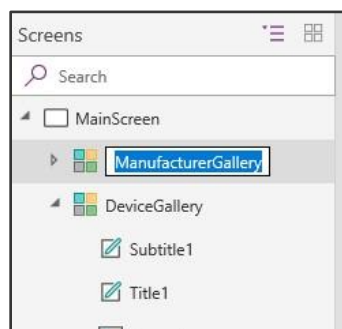 Screens
Search
MainScreen
ManufacturerGallery
DeviceGallery
Subtitle1
Title1